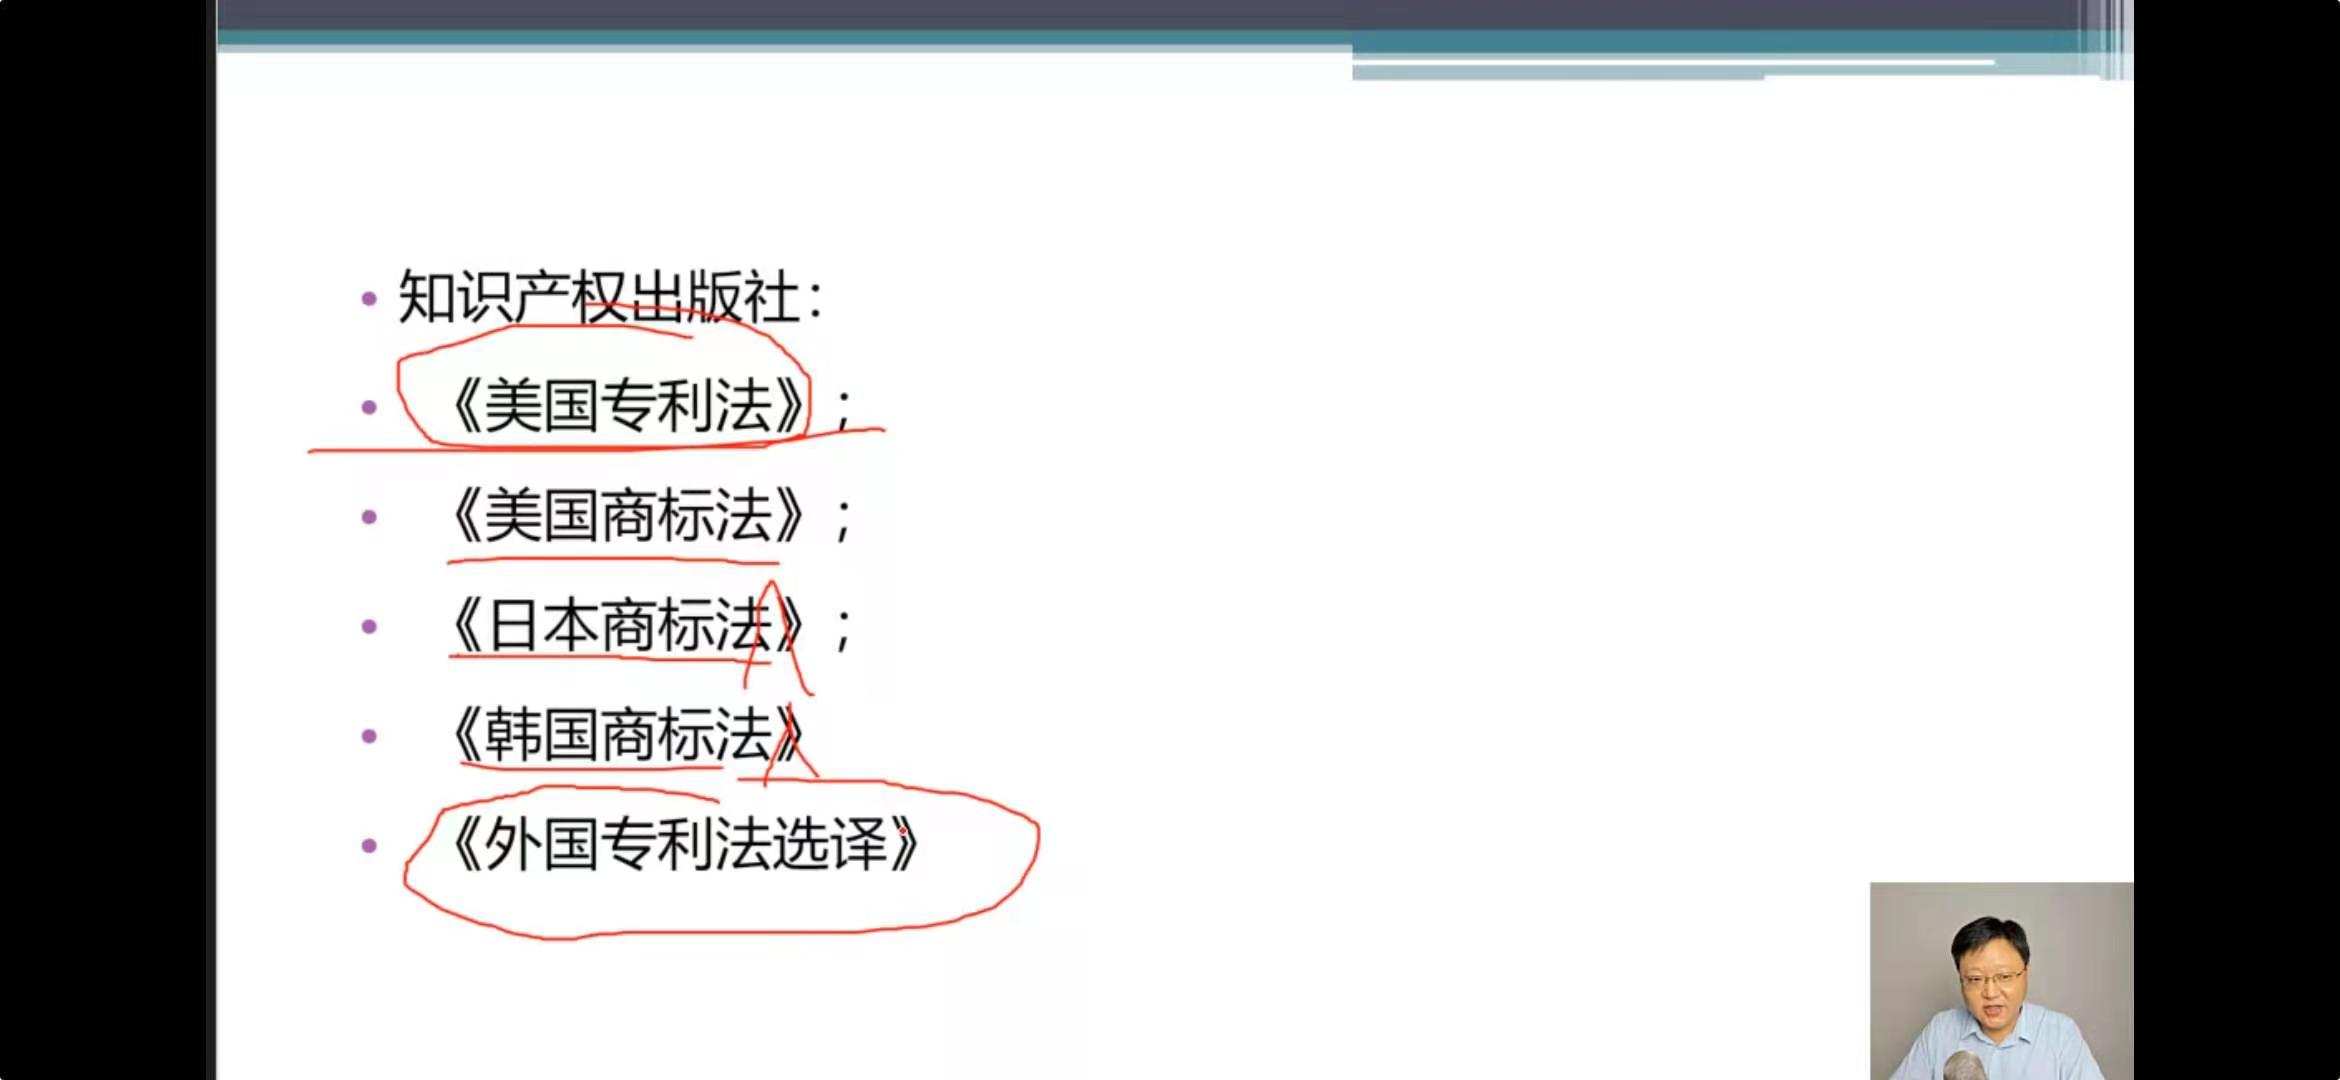 知识产权出版社：
《美国专利法》；
《美国商标法》；
《日本商标法》；
《韩国商标法》
《外国专利法选译》